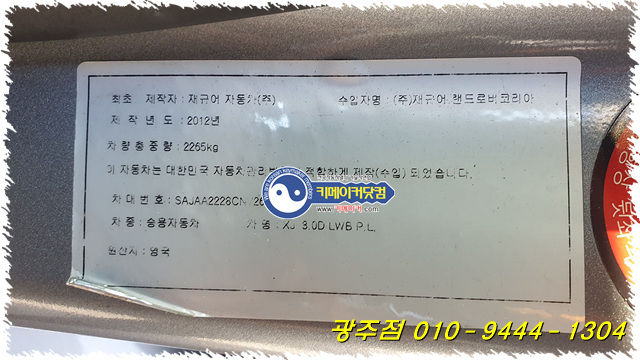 최초 제작자 : 재규어 자동차(주) 수입자명 : (주)재규어 랜드로버코리아
제 작 년 도 : 2012년
차 량 총 중 량 : 2265kg
이 자동차는 대한민국 자동차관리 적합하게 제작(수입) 되었습니다.
키메이커닷컴
차 대 번 호 : SAJAA2228CN
차 종 : 승용자동차 차 명 : XJ 3.0D LWB P.L.
원산지 : 영국
광주점 010-9444-1304